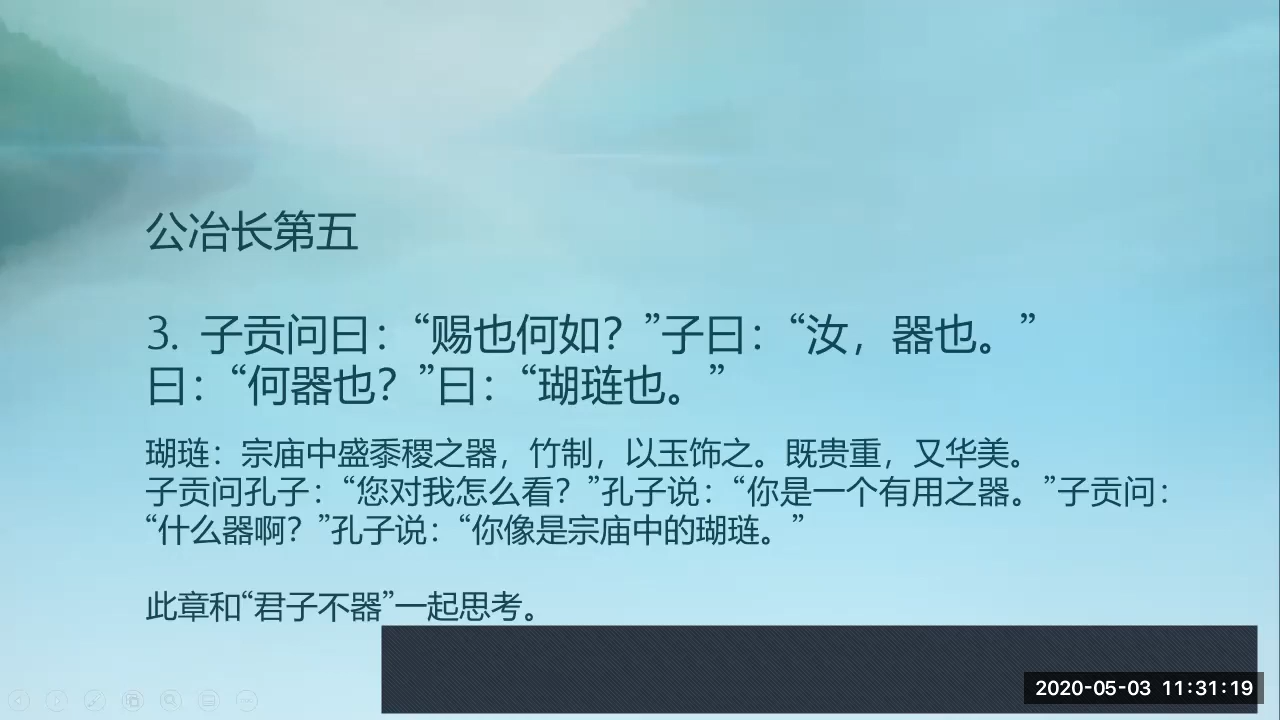 公冶长第五
3. 子贡问曰：“赐也何如？”子曰：“汝，器也。”
曰：“何器也？”曰：“瑚琏也。”
瑚琏：宗庙中盛黍稷之器，竹制，以玉饰之。既贵重，又华美。
子贡问孔子：“您对我怎么看？”孔子说：“你是一个有用之器。”子贡问：
“什么器啊？”孔子说：“你像是宗庙中的瑚琏。”
此章和“君子不器”一起思考。
2020-05-03 11:31:19